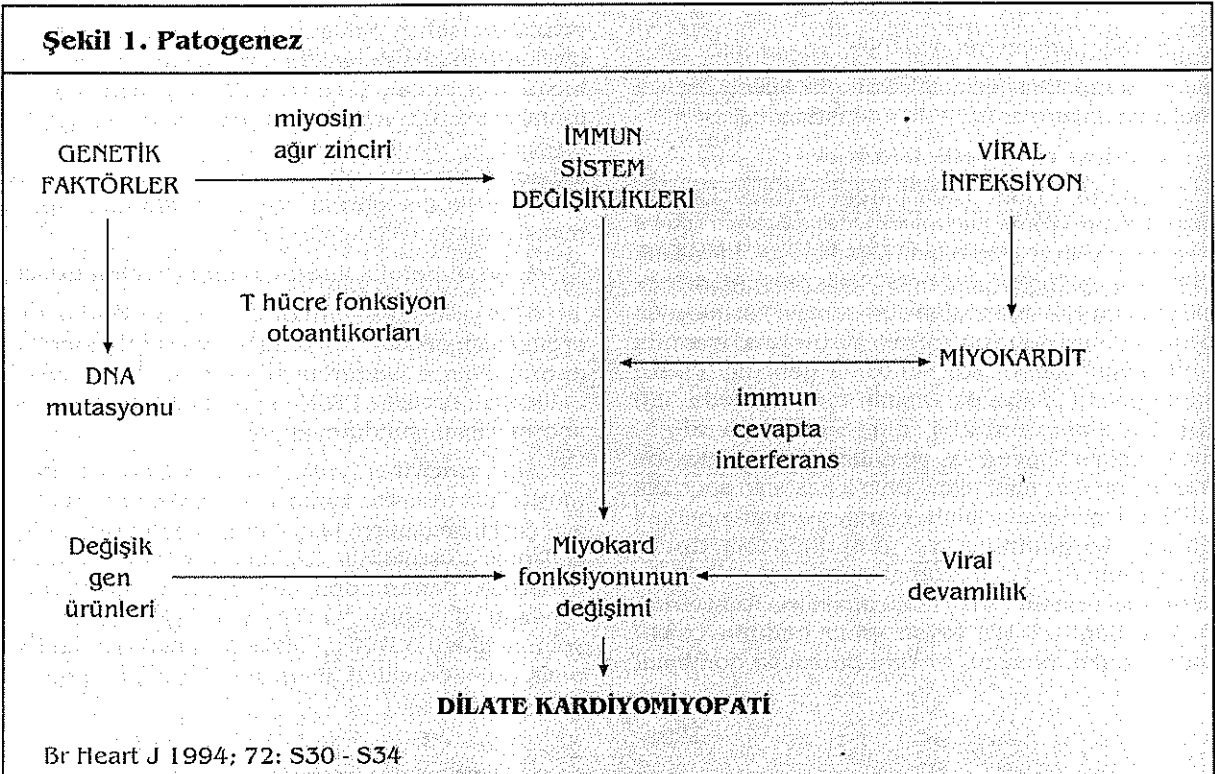 Şekil 1. Patogenez
GENETİK
FAKTÖRLER
miyosin
ağır zinciri
İMMUN
SİSTEM
DEĞİŞİKLİKLERİ
VİRAL
İNFEKSİYON
T hücre fonksiyon
otoantikorları
DNA
mutasyonu
MİYOKARDİT
immun
cevapta
interferans
Değişik
gen
ürünleri
Miyokard
fonksiyonunun
değişimi
Viral
devamlılık
DİLATE KARDİYOMİYOPATİ
Br Heart J 1994; 72: S30 - S34